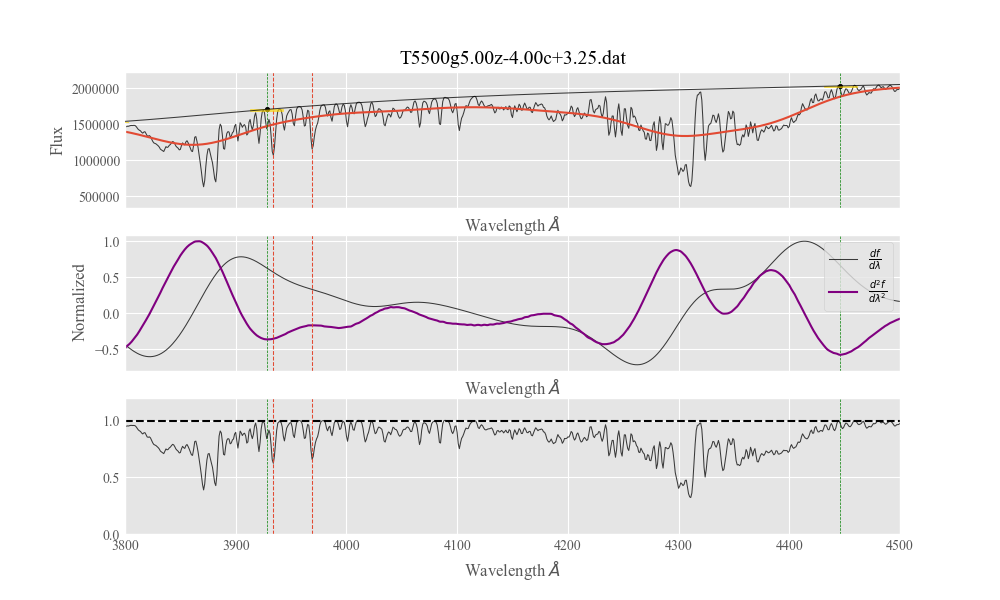 T5500g5.00z-4.00c+3.25.dat
2000000
1500000
1000000
500000
Flux
Wavelength Å
1.0
0.5
0.0
−0.5
Normalized
df/dλ
d²f/dλ²
Wavelength Å
1.0
0.5
0.0
3800 3900 4000 4100 4200 4300 4400 4500
Wavelength Å